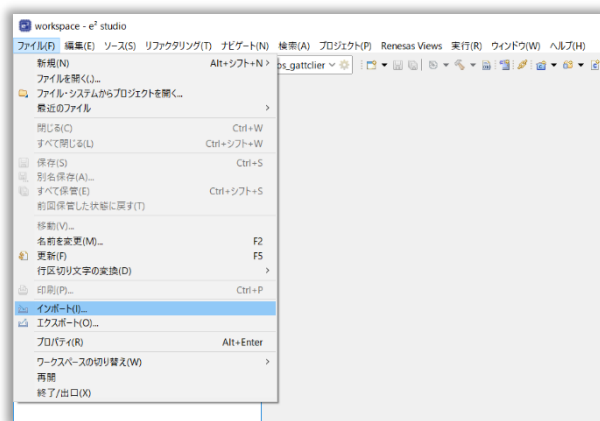 workspace - e² studio
ファイル(F) 編集(E) ソース(S) リファクタリング(T) ナビゲート(N) 検索(A) プロジェクト(P) Renesas Views 実行(R) ウィンドウ(W) ヘルプ(H)
新規(N) Alt+シフト+N >
ファイルを開く(.)...
ファイル・システムからプロジェクトを開く...
最近のファイル >
閉じる(C) Ctrl+W
すべて閉じる(L) Ctrl+シフト+W
保存(S) Ctrl+S
別名保存(A)...
すべて保管(E) Ctrl+シフト+S
前回保管した状態に戻す(T)
移動(V)...
名前を変更(M)... F2
更新(F) F5
行区切り文字の変換(D) >
印刷(P)... Ctrl+P
インポート(I)...
エクスポート(O)...
プロパティ(R) Alt+Enter
ワークスペースの切り替え(W) >
再開
終了/出口(X)